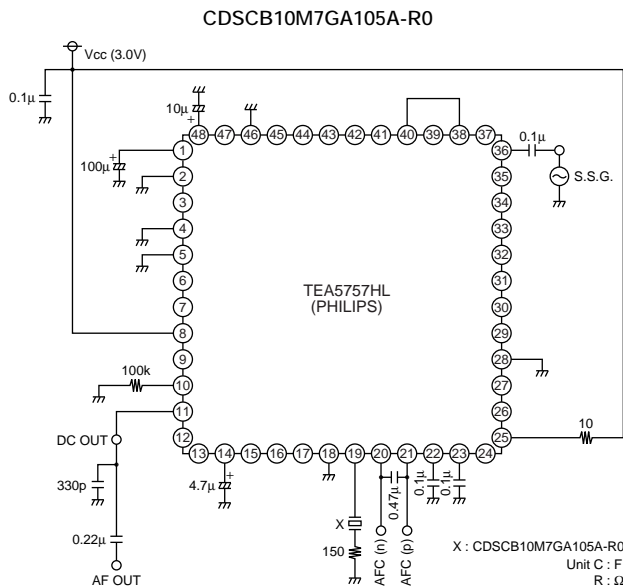 CDSCB10M7GA105A-R0
Vcc (3.0V)
0.1μ
10μ
+
48 47 46 45 44 43 42 41 40 39 38 37
100μ
+
1
2
3
4
5
6
7
8
9
10
11
12
36
35
34
33
32
31
30
29
28
27
26
25
0.1μ
S.S.G.
TEA5757HL
(PHILIPS)
100k
10
DC OUT
13 14 15 16 17 18 19 20 21 22 23 24
330p
4.7μ
+
0.47μ
0.1μ
0.1μ
X
150
AFC (n)
AFC (p)
0.22μ
AF OUT
X : CDSCB10M7GA105A-R0
Unit C : F
R : Ω